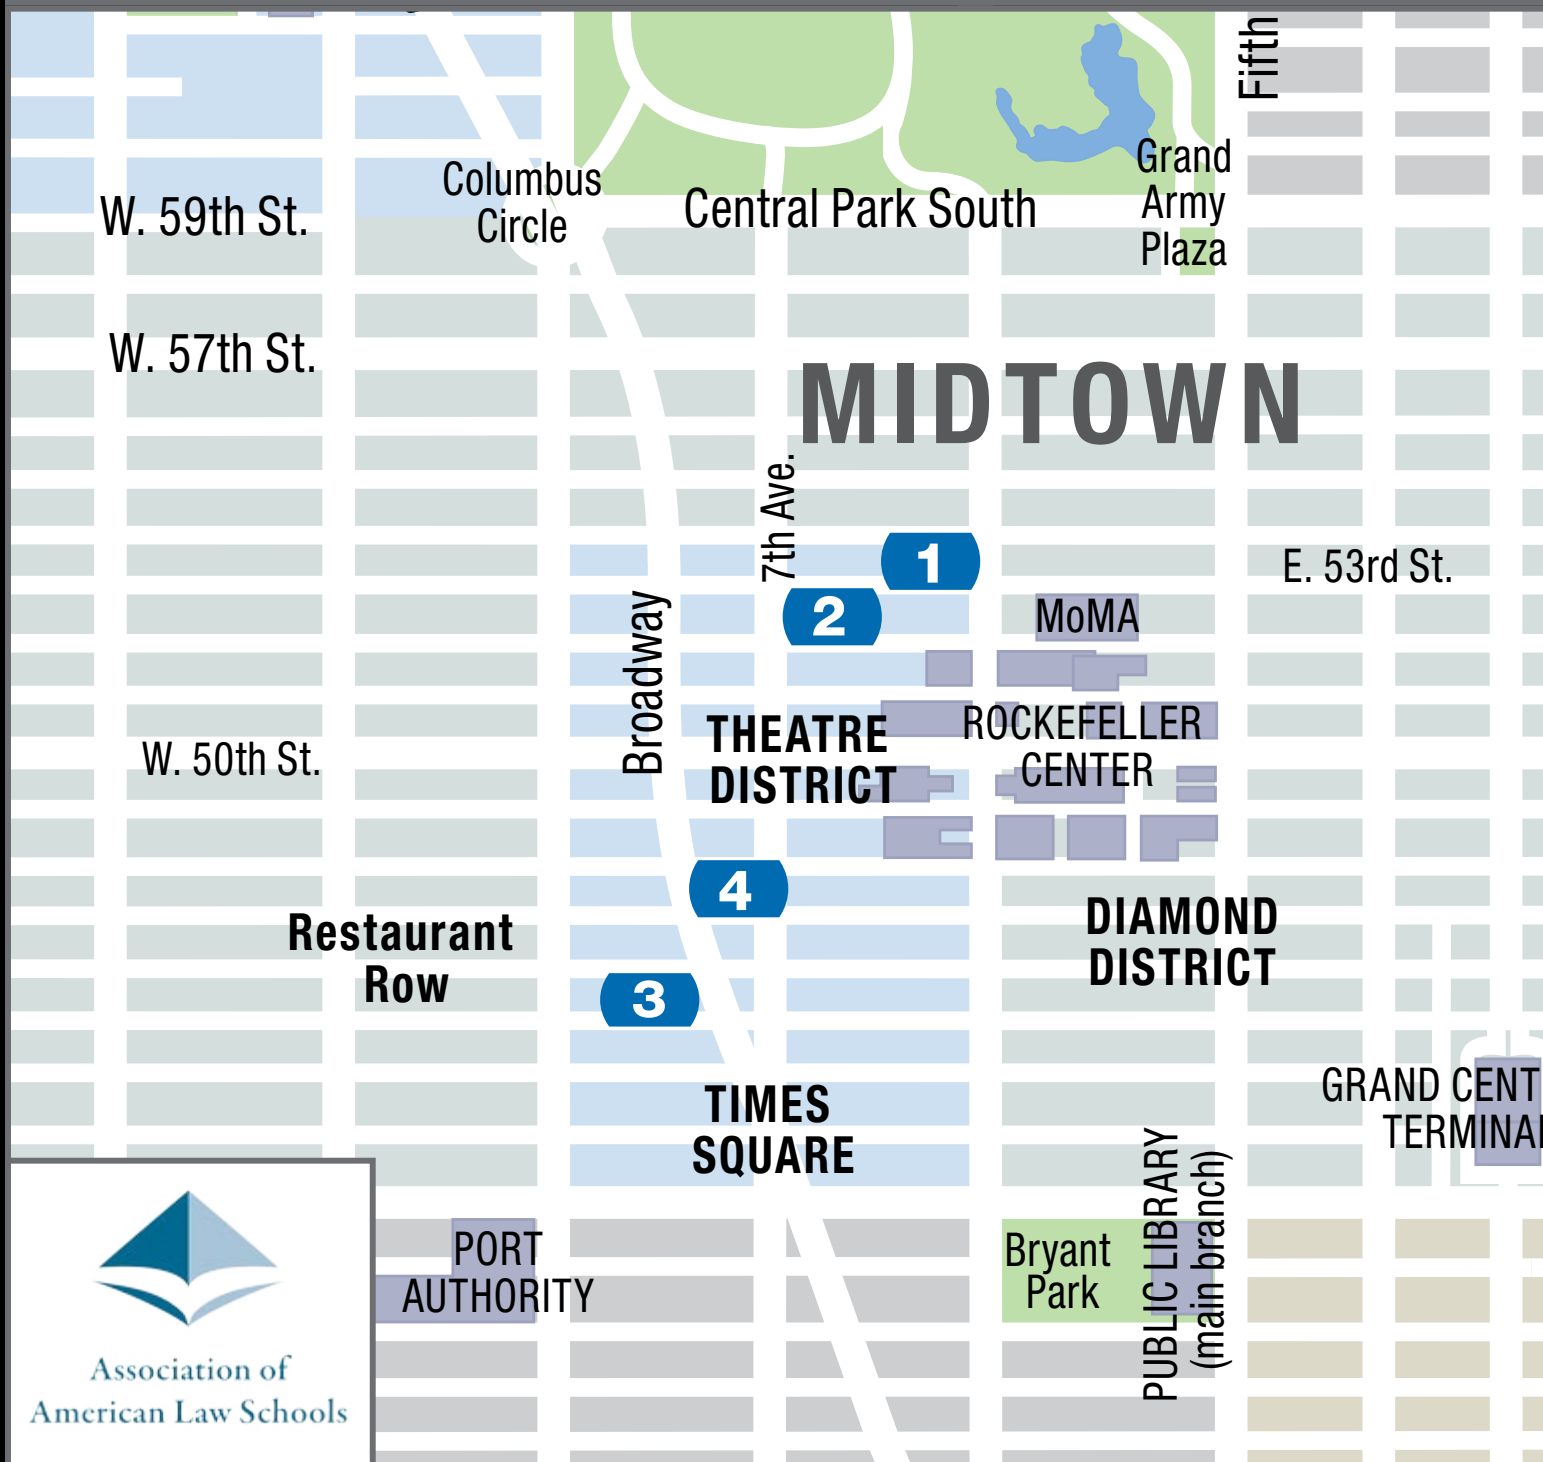 Fifth
Columbus
Circle
W. 59th St.
Central Park South
Grand
Army
Plaza
W. 57th St.
MIDTOWN
7th Ave.
1
E. 53rd St.
2
MoMA
Broadway
W. 50th St.
THEATRE
DISTRICT
ROCKEFELLER
CENTER
4
Restaurant
Row
DIAMOND
DISTRICT
3
TIMES
SQUARE
GRAND CENT
TERMINAL
PORT
AUTHORITY
Bryant
Park
PUBLIC LIBRARY
(main branch)
Association of
American Law Schools